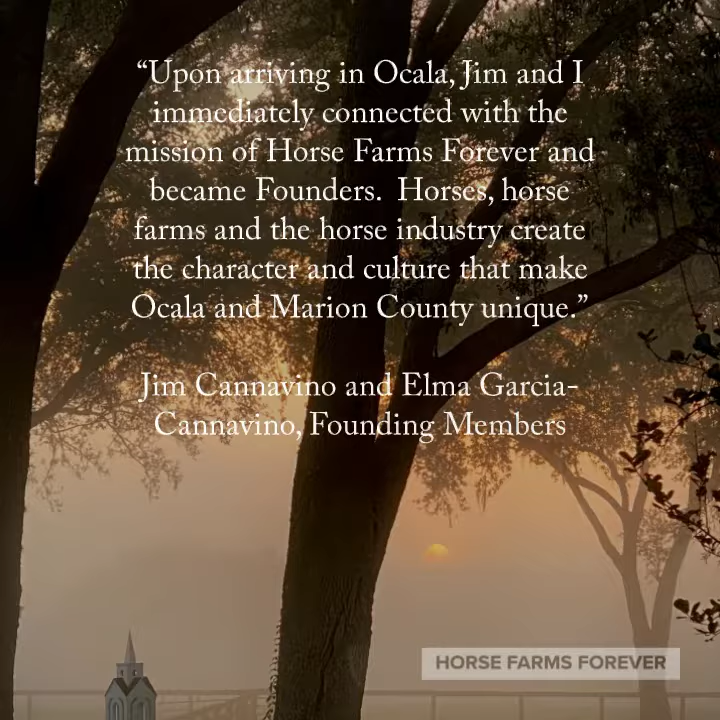 “Upon arriving in Ocala, Jim and I
immediately connected with the
mission of Horse Farms Forever and
became Founders.  Horses, horse
farms and the horse industry create
the character and culture that make
Ocala and Marion County unique.”
Jim Cannavino and Elma Garcia-
Cannavino, Founding Members
HORSE FARMS FOREVER